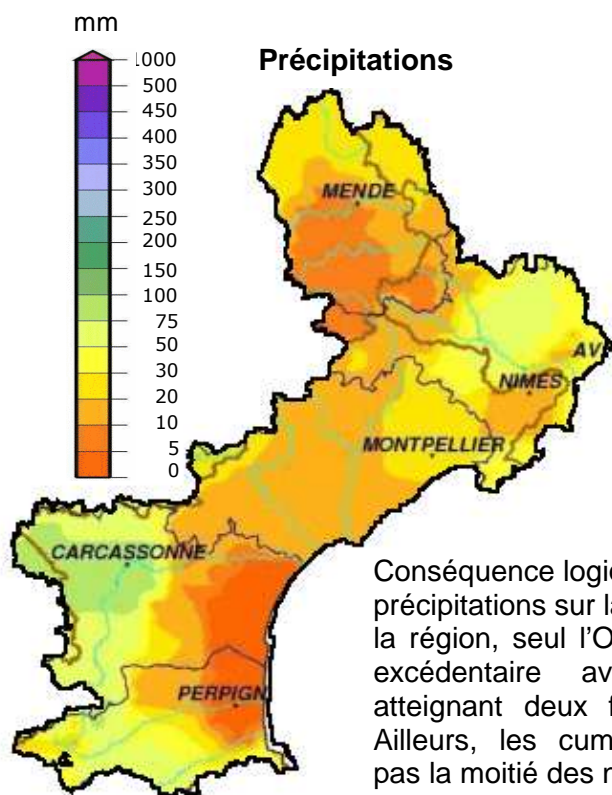 mm
Précipitations
1000
500
450
400
350
300
250
200
150
100
75
50
30
20
10
5
0
MENDE
AV
NIMES
MONTPELLIER
CARCASSONNE
PERPIGN
Conséquence logi
précipitations sur l
la région, seul l’O
excédentaire av
atteignant deux f
Ailleurs, les cum
pas la moitié des n